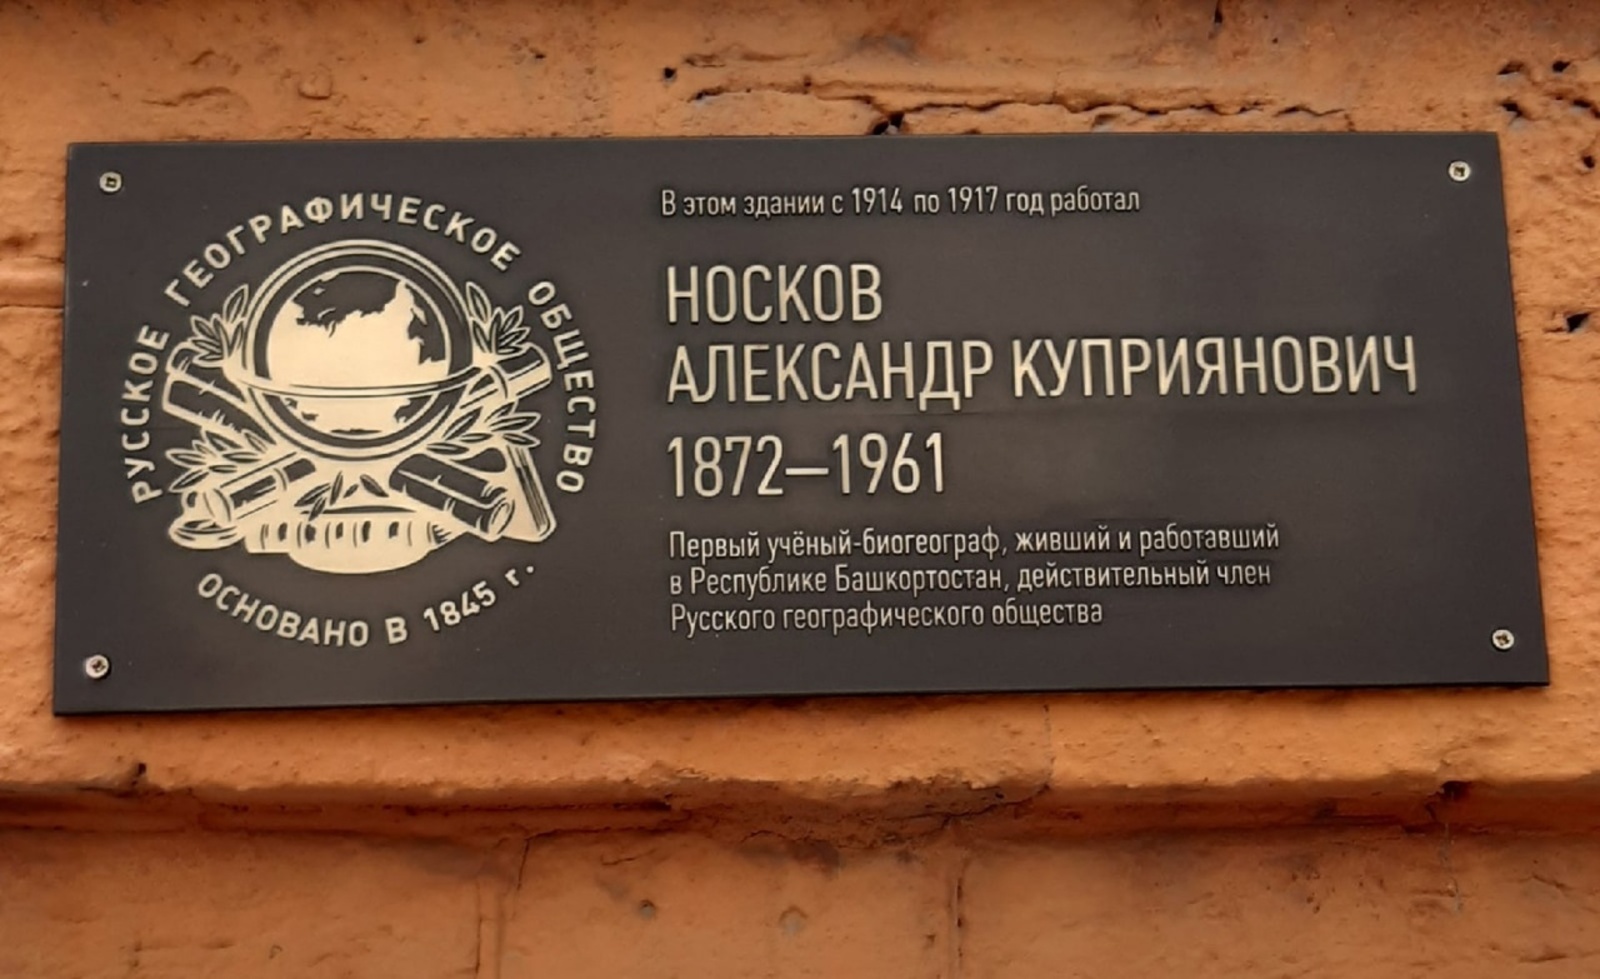 РУССКОЕ ГЕОГРАФИЧЕСКОЕ ОБЩЕСТВО
ОСНОВАНО В 1845 г.
В этом здании с 1914 по 1917 год работал
НОСКОВ
АЛЕКСАНДР КУПРИЯНОВИЧ
1872–1961
Первый учёный-биогеограф, живший и работавший
в Республике Башкортостан, действительный член
Русского географического общества